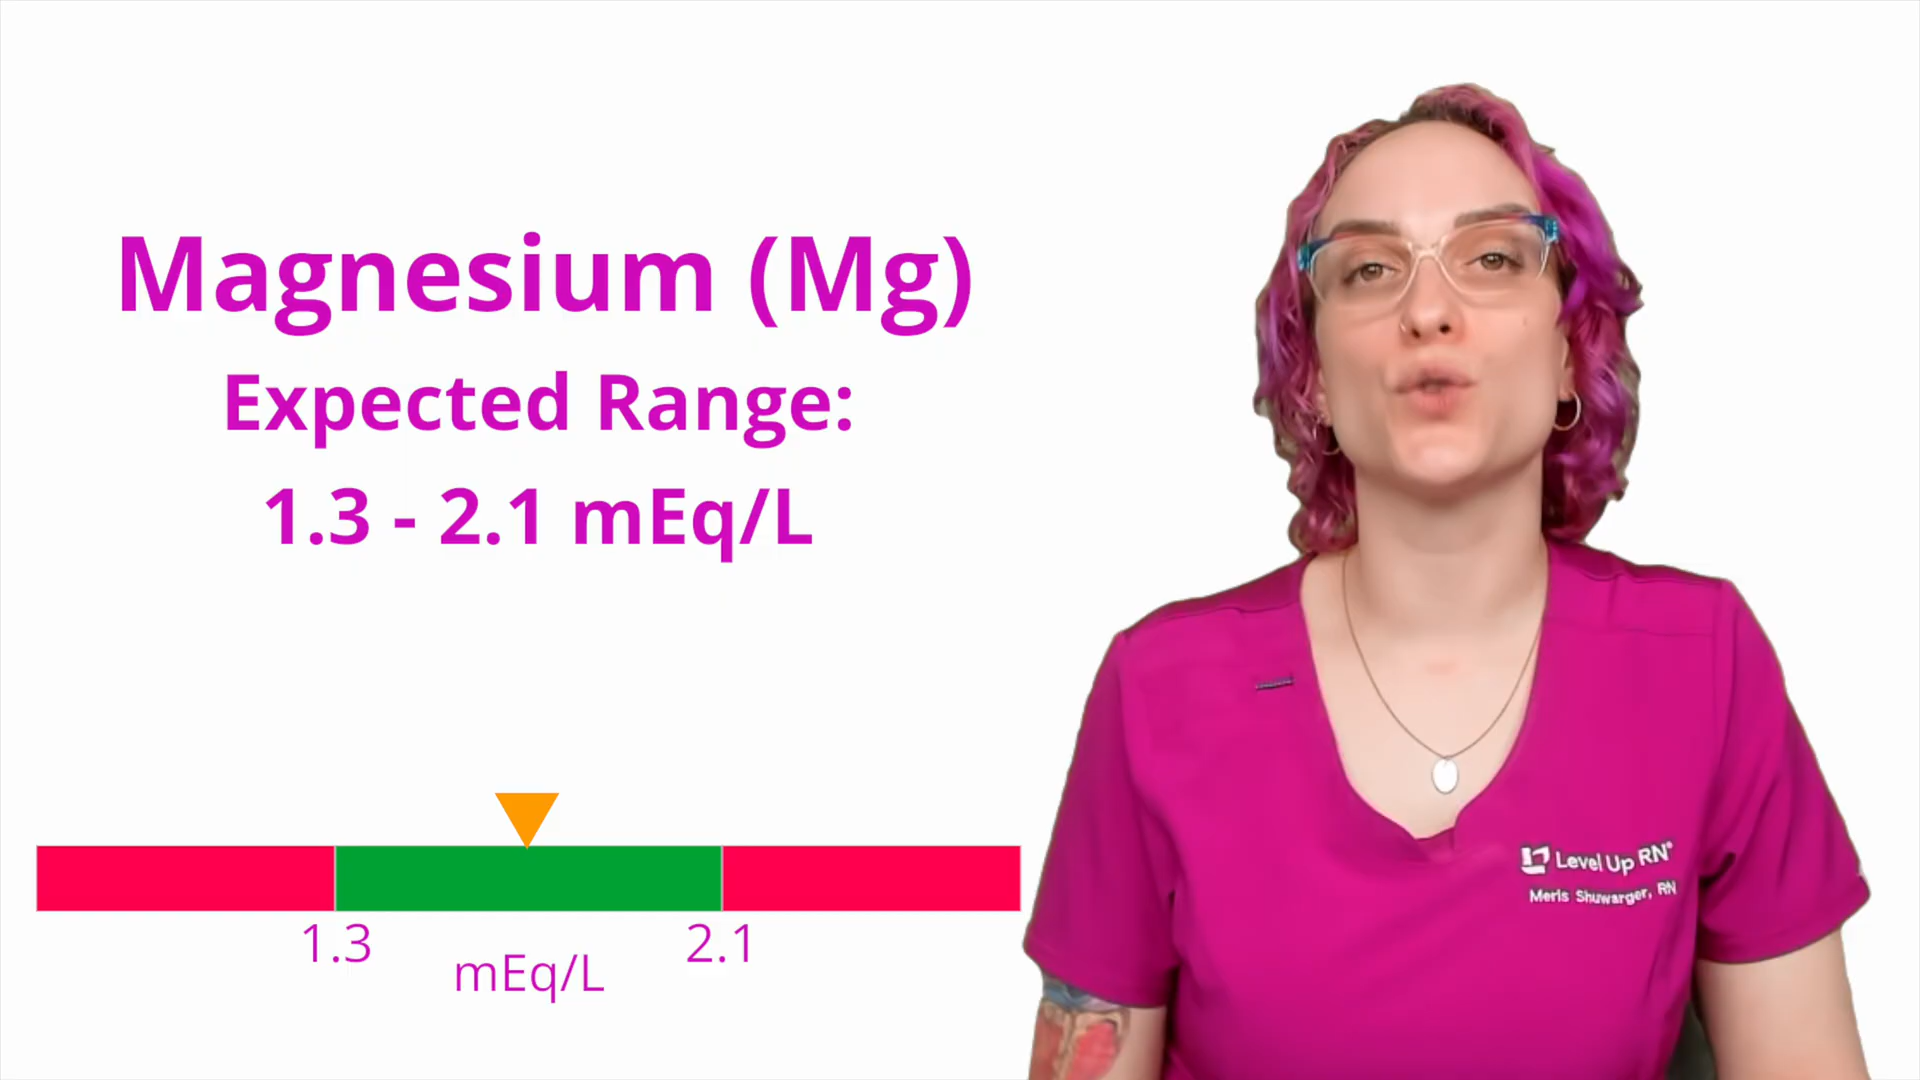 Magnesium (Mg)
Expected Range:
1.3 - 2.1 mEq/L
1.3
2.1
mEq/L
Level Up RN®
Meris Shuwarger, RN